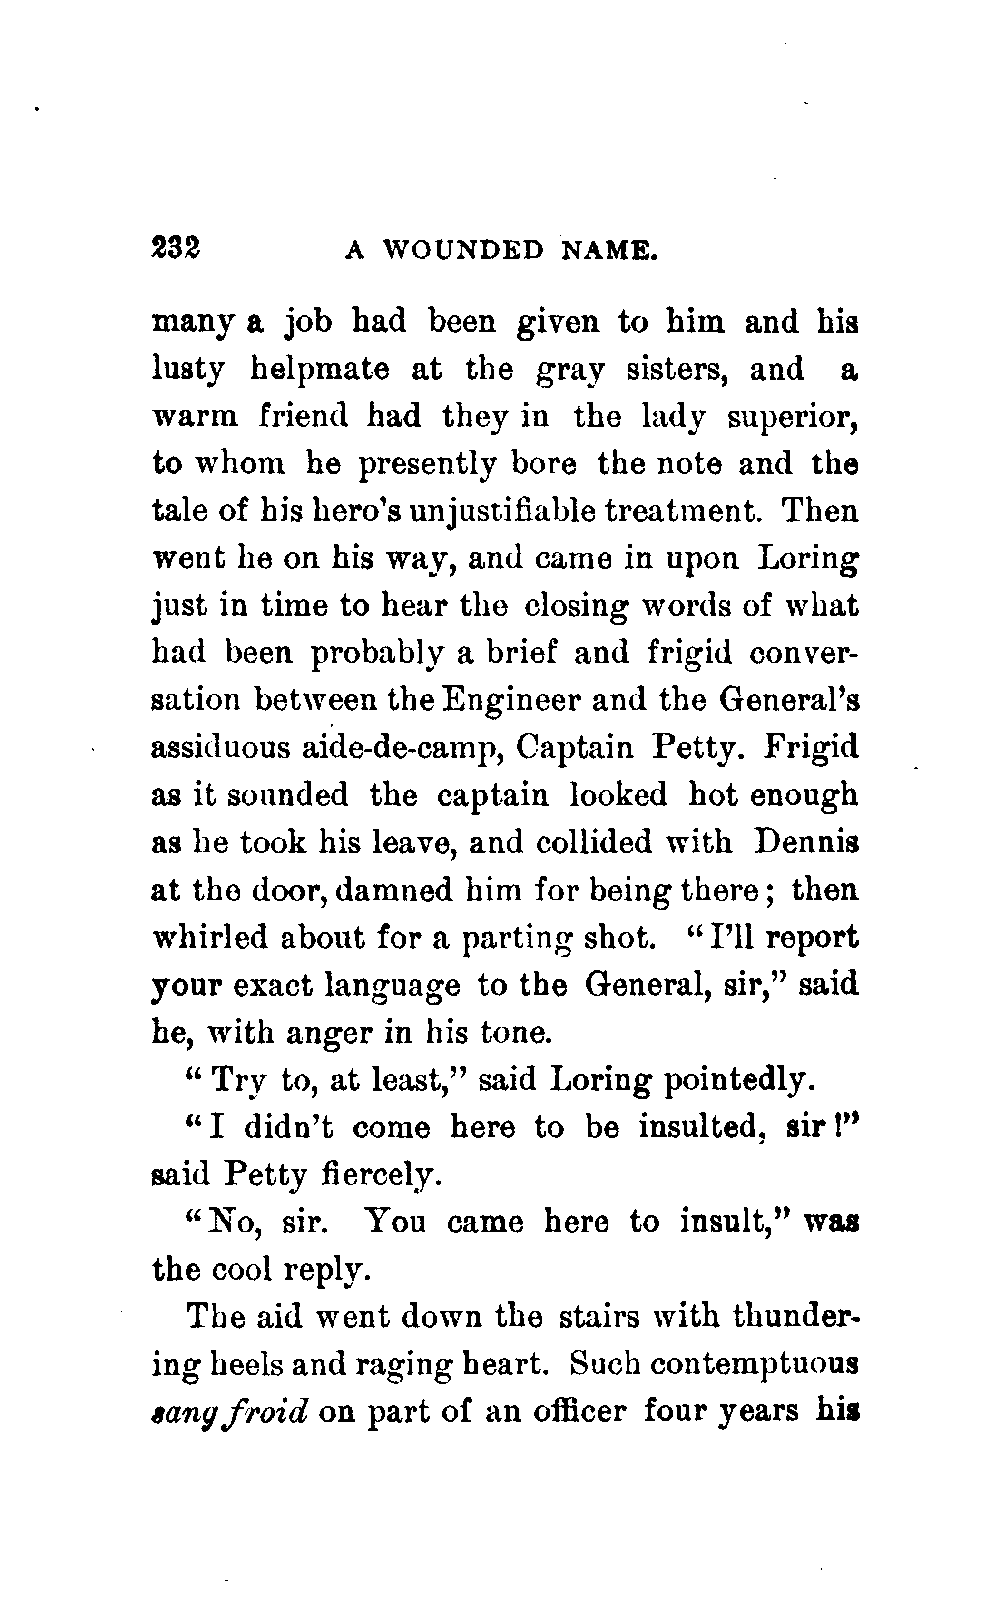 232 A WOUNDED NAME.
many a job had been given to him and his
lusty helpmate at the gray sisters, and a
warm friend had they in the lady superior,
to whom he presently bore the note and the
tale of his hero's unjustifiable treatment. Then
went he on his way, and came in upon Loring
just in time to hear the closing words of what
had been probably a brief and frigid conver-
sation between the Engineer and the General's
assiduous aide-de-camp, Captain Petty. Frigid
as it sounded the captain looked hot enough
as he took his leave, and collided with Dennis
at the door, damned him for being there; then
whirled about for a parting shot. "I'll report
your exact language to the General, sir," said
he, with anger in his tone.
"Try to, at least," said Loring pointedly.
"I didn't come here to be insulted, sir!"
said Petty fiercely.
"No, sir. You came here to insult," was
the cool reply.
The aid went down the stairs with thunder-
ing heels and raging heart. Such contemptuous
sang froid on part of an officer four years his